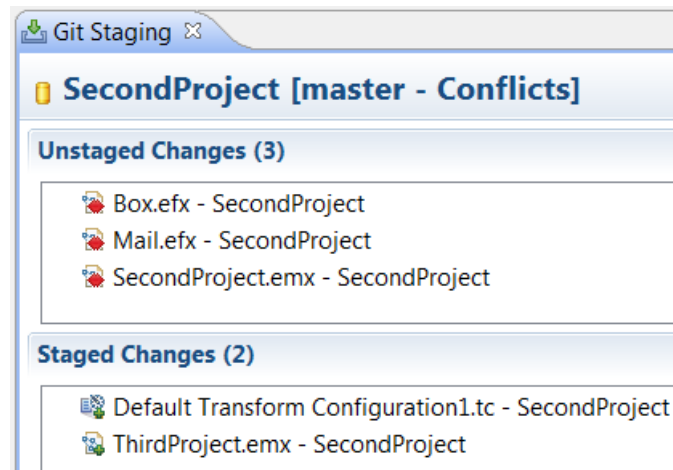 Git Staging
SecondProject [master - Conflicts]
Unstaged Changes (3)
Box.efx - SecondProject
Mail.efx - SecondProject
SecondProject.emx - SecondProject
Staged Changes (2)
Default Transform Configuration1.tc - SecondProject
ThirdProject.emx - SecondProject